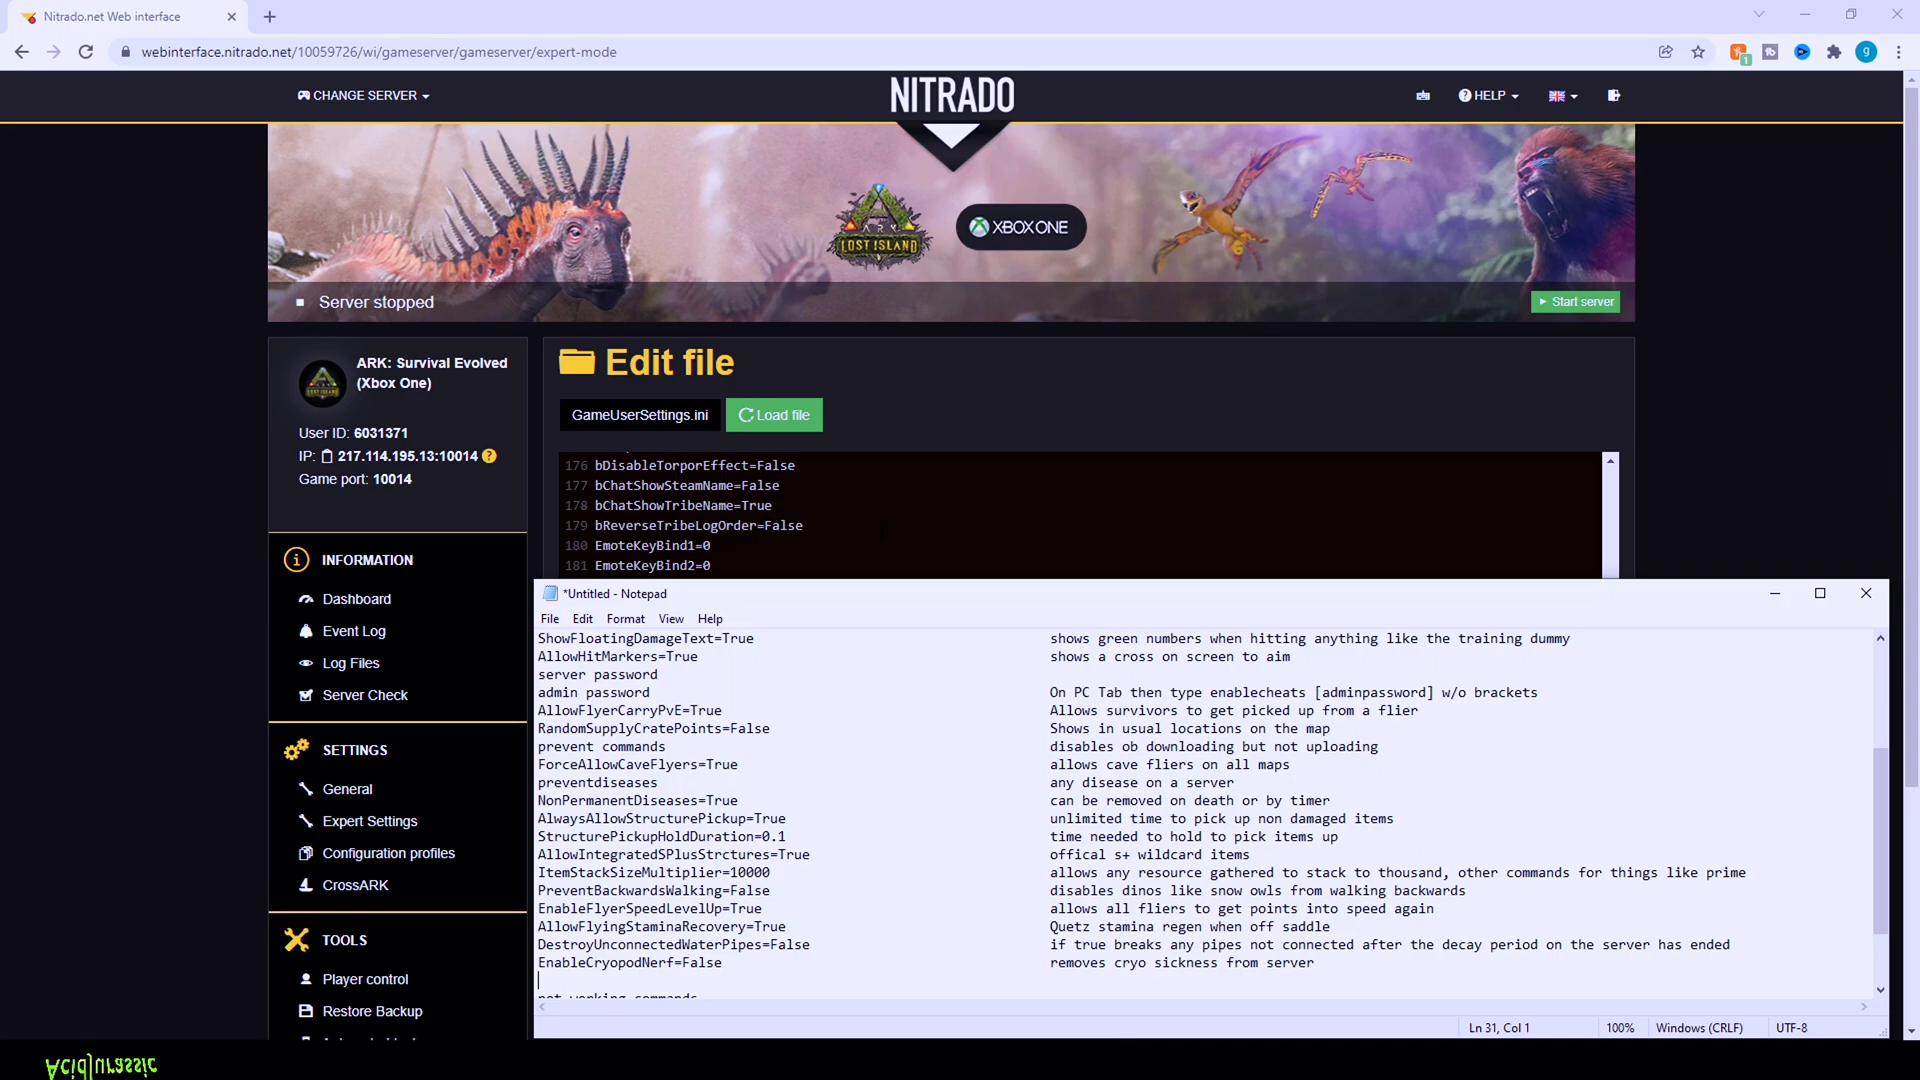 Nitrado.net Web interface
webinterface.nitrado.net/10059726/wi/gameserver/gameserver/expert-mode
g
1
CHANGE SERVER
NITRADO
HELP
ARK
LOST ISLAND
XBOX ONE
Server stopped
Start server
ARK: Survival Evolved
(Xbox One)
User ID: 6031371
IP: 217.114.195.13:10014
Game port: 10014
INFORMATION
Dashboard
Event Log
Log Files
Server Check
SETTINGS
General
Expert Settings
Configuration profiles
CrossARK
TOOLS
Player control
Restore Backup
Edit file
GameUserSettings.ini
Load file
176 bDisableTorporEffect=False
177 bChatShowSteamName=False
178 bChatShowTribeName=True
179 bReverseTribeLogOrder=False
180 EmoteKeyBind1=0
181 EmoteKeyBind2=0
*Untitled - Notepad
File Edit Format View Help
ShowFloatingDamageText=True shows green numbers when hitting anything like the training dummy
AllowHitMarkers=True shows a cross on screen to aim
server password
admin password On PC Tab then type enablecheats [adminpassword] w/o brackets
AllowFlyerCarryPvE=True Allows survivors to get picked up from a flier
RandomSupplyCratePoints=False Shows in usual locations on the map
prevent commands disables ob downloading but not uploading
ForceAllowCaveFlyers=True allows cave fliers on all maps
preventdiseases any disease on a server
NonPermanentDiseases=True can be removed on death or by timer
AlwaysAllowStructurePickup=True unlimited time to pick up non damaged items
StructurePickupHoldDuration=0.1 time needed to hold to pick items up
AllowIntegratedSPlusStrctures=True offical s+ wildcard items
ItemStackSizeMultiplier=10000 allows any resource gathered to stack to thousand, other commands for things like prime
PreventBackwardsWalking=False disables dinos like snow owls from walking backwards
EnableFlyerSpeedLevelUp=True allows all fliers to get points into speed again
AllowFlyingStaminaRecovery=True Quetz stamina regen when off saddle
DestroyUnconnectedWaterPipes=False if true breaks any pipes not connected after the decay period on the server has ended
EnableCryopodNerf=False removes cryo sickness from server
not working commands
Ln 31, Col 1 100% Windows (CRLF) UTF-8
AcidJurassic